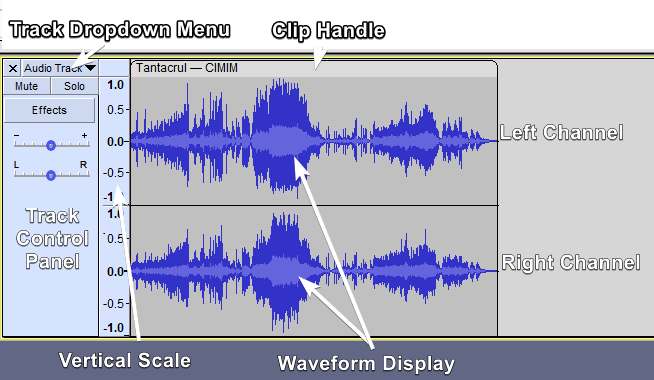 Track Dropdown Menu
Clip Handle
× Audio Track
Tantacrul — CIMIM
Mute Solo
Effects
- +
L R
Track
Control
Panel
1.0
0.5
0.0
-0.5
-1.0
1.0
0.5
0.0
-0.5
-1.0
Left Channel
Right Channel
Vertical Scale
Waveform Display